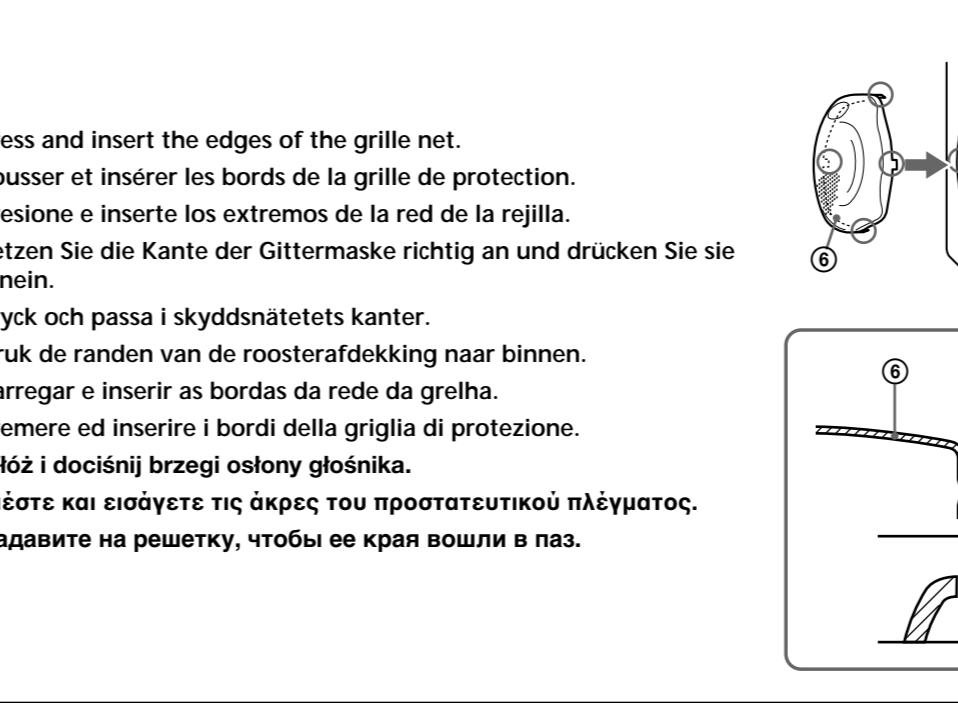 ess and insert the edges of the grille net.
ousser et insérer les bords de la grille de protection.
esione e inserte los extremos de la red de la rejilla.
etzen Sie die Kante der Gittermaske richtig an und drücken Sie sie
nein.
yck och passa i skyddsnätetets kanter.
ruk de randen van de roosterafdekking naar binnen.
arregar e inserir as bordas da rede da grelha.
emere ed inserire i bordi della griglia di protezione.
łóż i dociśnij brzegi osłony głośnika.
έστε και εισάγετε τις άκρες του προστατευτικού πλέγματος.
адавите на решетку, чтобы ее края вошли в паз.
⑥
⑥